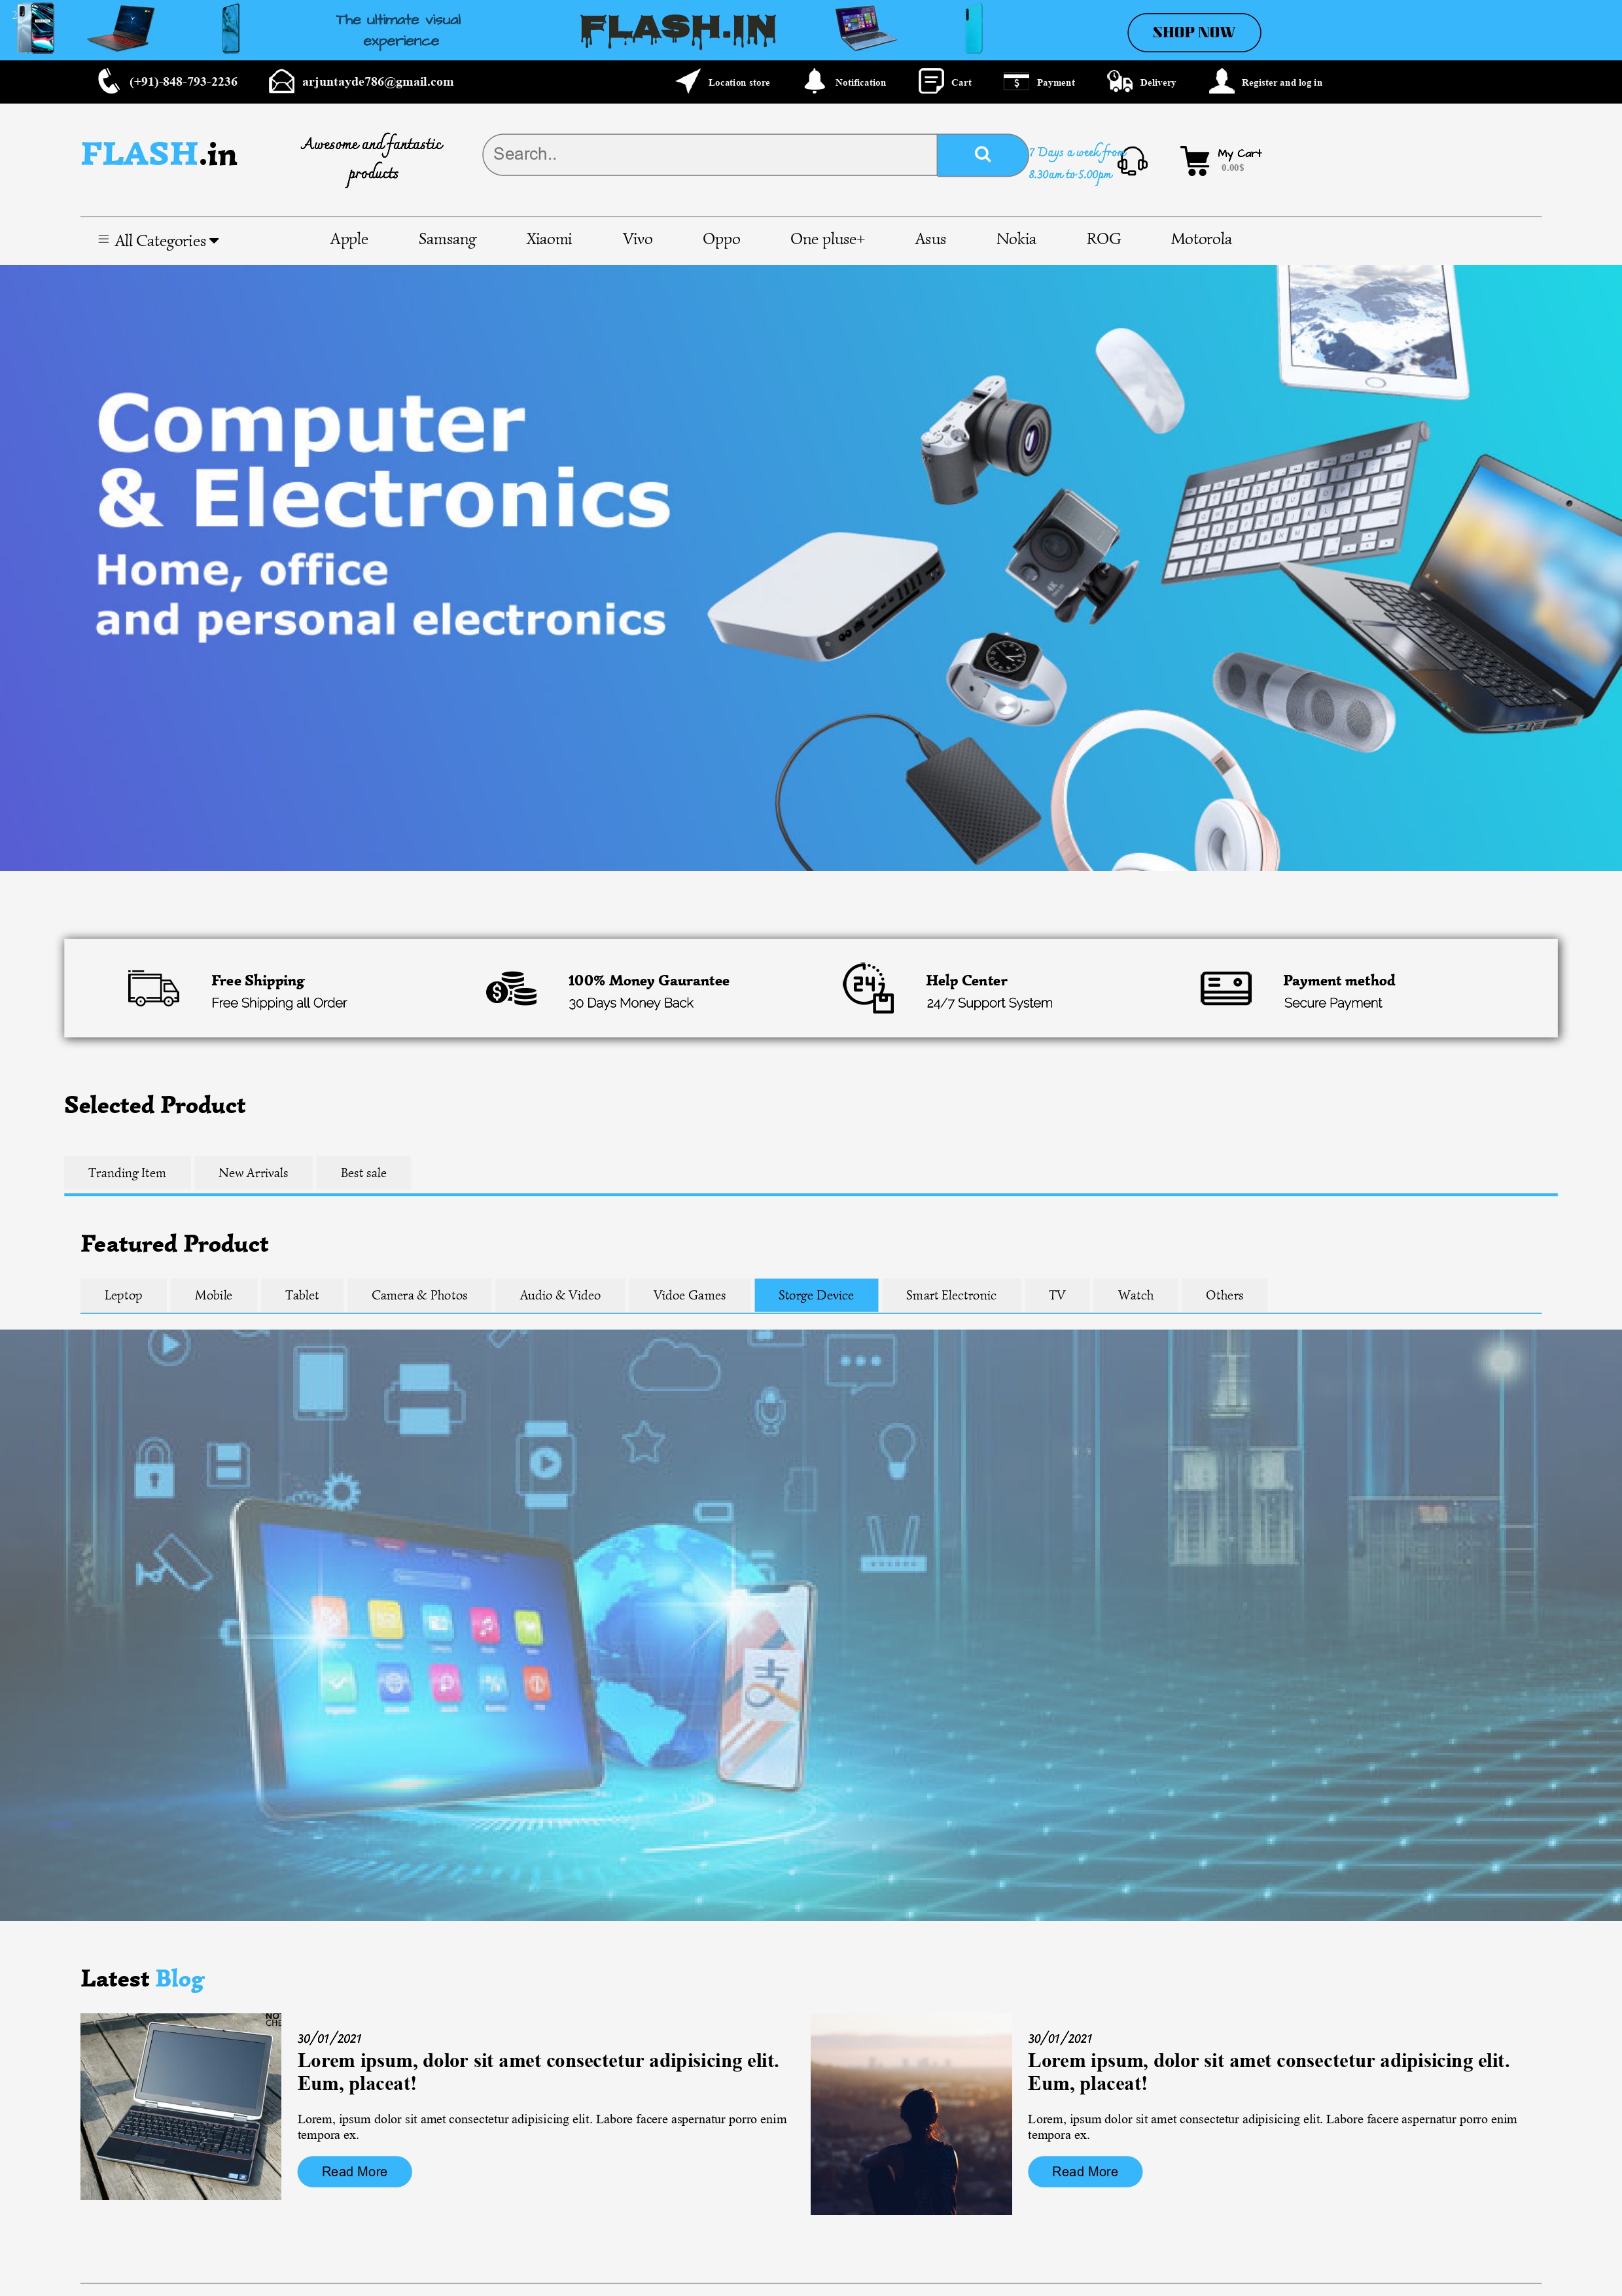 The ultimate visual
experience
FLASH.IN
SHOP NOW
(+91)-848-793-2236
arjuntayde786@gmail.com
Location store
Notification
Cart
Payment
Delivery
Register and log in
FLASH.in
Awesome and fantastic
products
Search..
7 Days a week from
8.30am to 5.00pm
My Cart
0.00$
All Categories
Apple
Samsang
Xiaomi
Vivo
Oppo
One pluse+
Asus
Nokia
ROG
Motorola
Computer
& Electronics
Home, office
and personal electronics
Free Shipping
Free Shipping all Order
100% Money Gaurantee
30 Days Money Back
24
Help Center
24/7 Support System
Payment method
Secure Payment
Selected Product
Tranding Item
New Arrivals
Best sale
Featured Product
Leptop
Mobile
Tablet
Camera & Photos
Audio & Video
Vidoe Games
Storge Device
Smart Electronic
TV
Watch
Others
Latest Blog
30/01/2021
Lorem ipsum, dolor sit amet consectetur adipisicing elit.
Eum, placeat!
Lorem, ipsum dolor sit amet consectetur adipisicing elit. Labore facere aspernatur porro enim
tempora ex.
Read More
30/01/2021
Lorem ipsum, dolor sit amet consectetur adipisicing elit.
Eum, placeat!
Lorem, ipsum dolor sit amet consectetur adipisicing elit. Labore facere aspernatur porro enim
tempora ex.
Read More